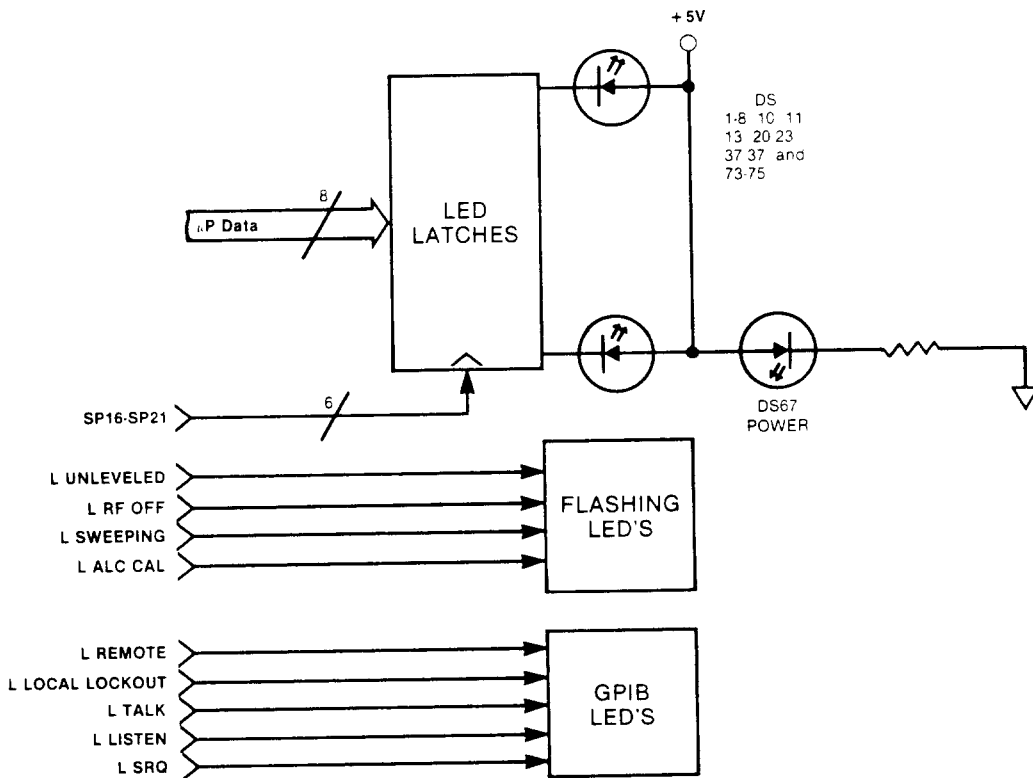 +5V
DS
1-8 10 11
13 20 23
37 37 and
73-75
8
µP Data
LED
LATCHES
DS67
POWER
6
SP16-SP21
L UNLEVELED
L RF OFF
L SWEEPING
L ALC CAL
FLASHING
LED'S
L REMOTE
L LOCAL LOCKOUT
L TALK
L LISTEN
L SRQ
GPIB
LED'S